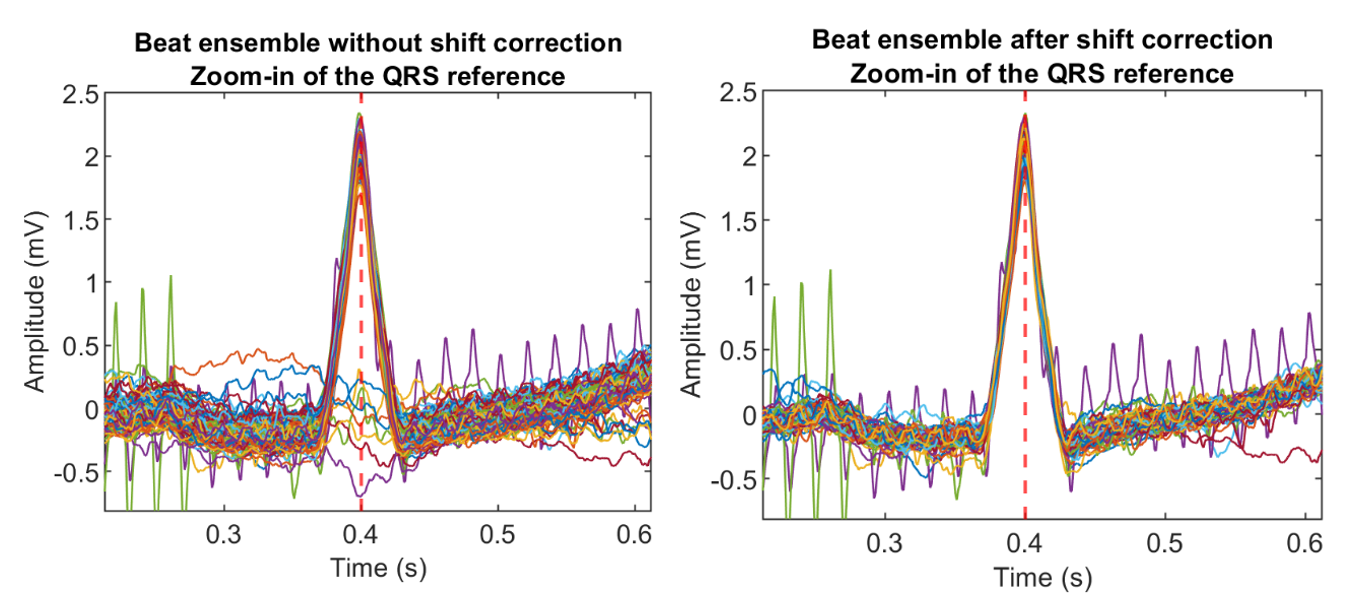 Beat ensemble without shift correction
Zoom-in of the QRS reference
2.5
2
1.5
1
0.5
0
-0.5
Amplitude (mV)
0.3
0.4
0.5
0.6
Time (s)
Beat ensemble after shift correction
Zoom-in of the QRS reference
2.5
2
1.5
1
0.5
0
-0.5
Amplitude (mV)
0.3
0.4
0.5
0.6
Time (s)